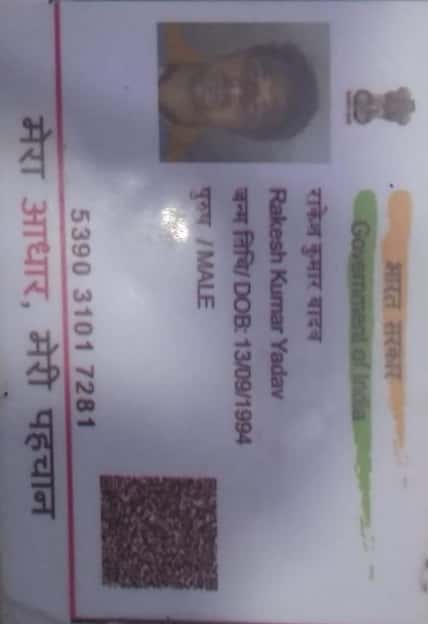 भारत सरकार
Government of India
राकेश कुमार यादव
Rakesh Kumar Yadav
जन्म तिथि/ DOB: 13/09/1994
पुरुष / MALE
5390 3101 7281
मेरा आधार, मेरी पहचान